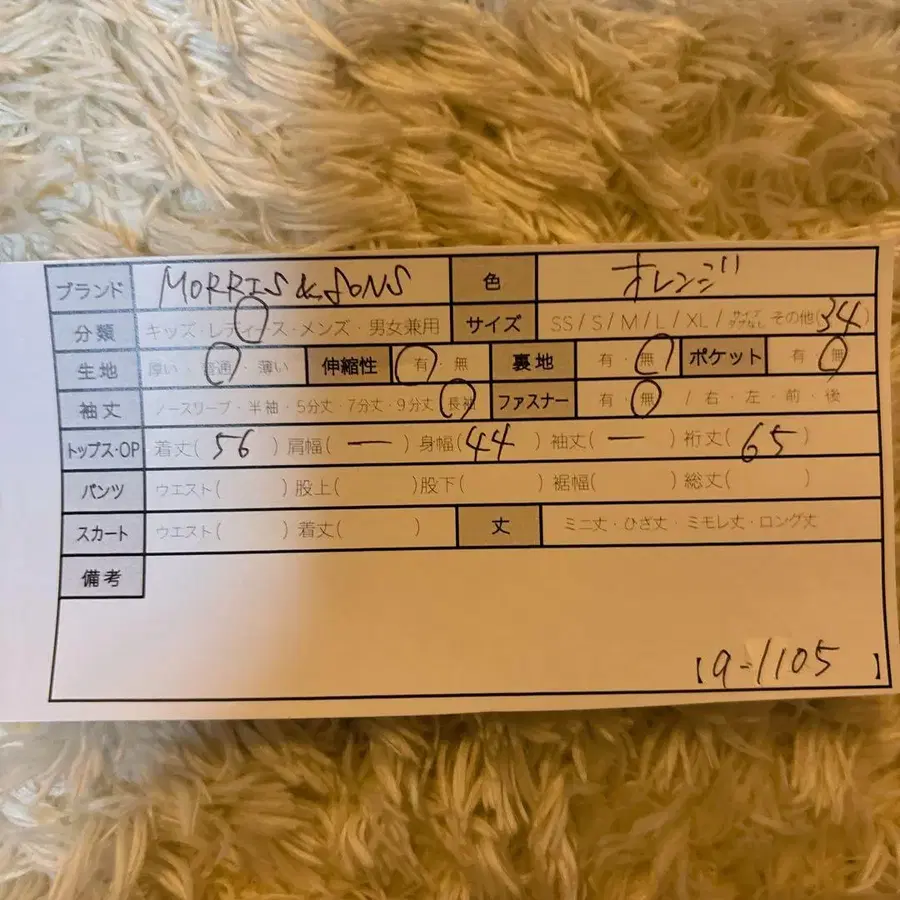 ブランド MORRIS & SONS 色 オレンジ
分類 キッズ・レディース・メンズ・男女兼用 サイズ SS / S / M / L / XL / サイズタグなし その他(34)
生地 厚い・普通・薄い 伸縮性 有・無 裏地 有・無 ポケット 有・無
袖丈 ノースリーブ・半袖・5分丈・7分丈・9分丈・長袖 ファスナー 有・無 / 右・左・前・後
トップス・OP 着丈( 56 ) 肩幅( ー ) 身幅( 44 ) 袖丈( ー ) 裄丈( 65 )
パンツ ウエスト( ) 股上( ) 股下( ) 裾幅( ) 総丈( )
スカート ウエスト( ) 着丈( ) 丈 ミニ丈・ひざ丈・ミモレ丈・ロング丈
備考
【9-1105】